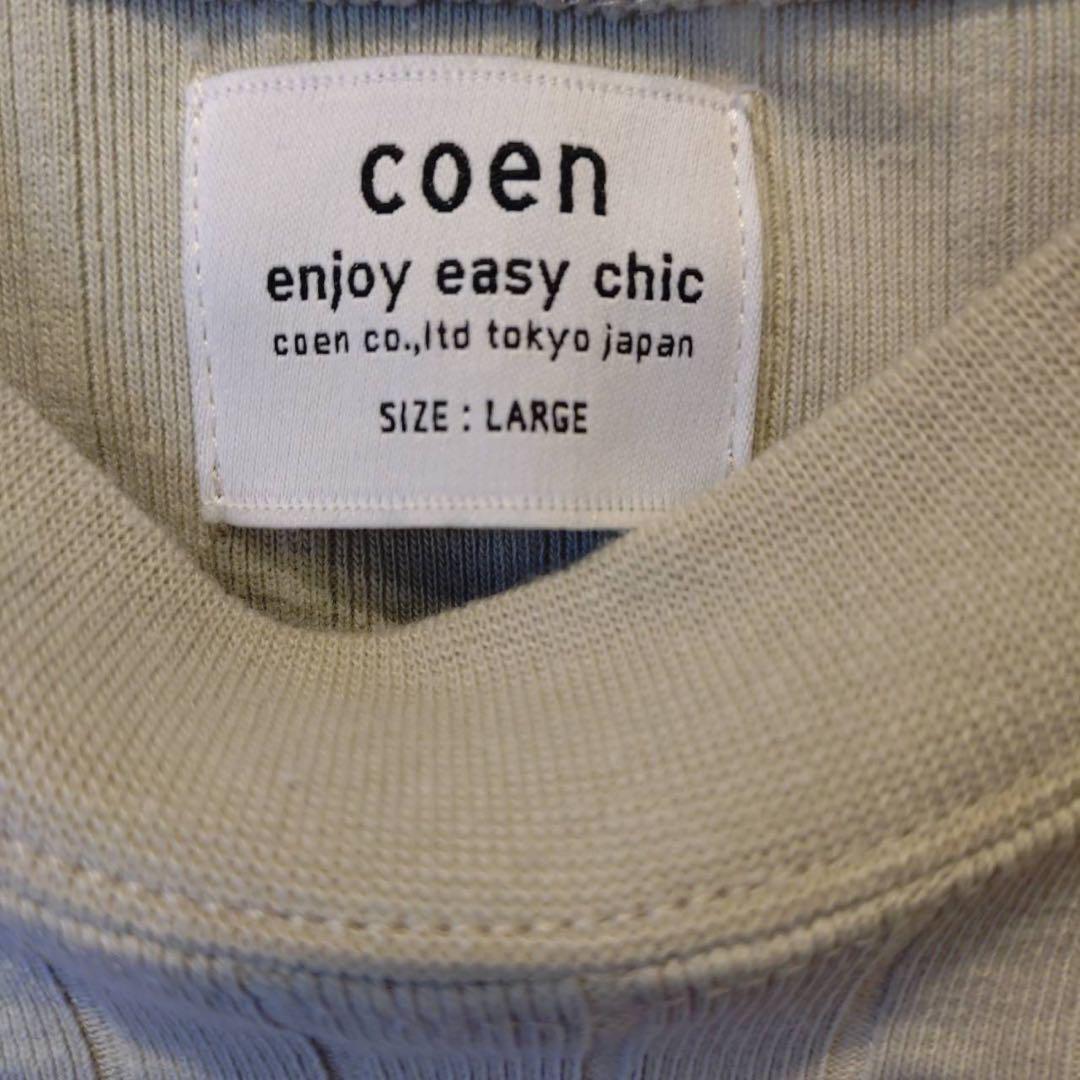 coen
enjoy easy chic
coen co.,ltd tokyo japan
SIZE : LARGE